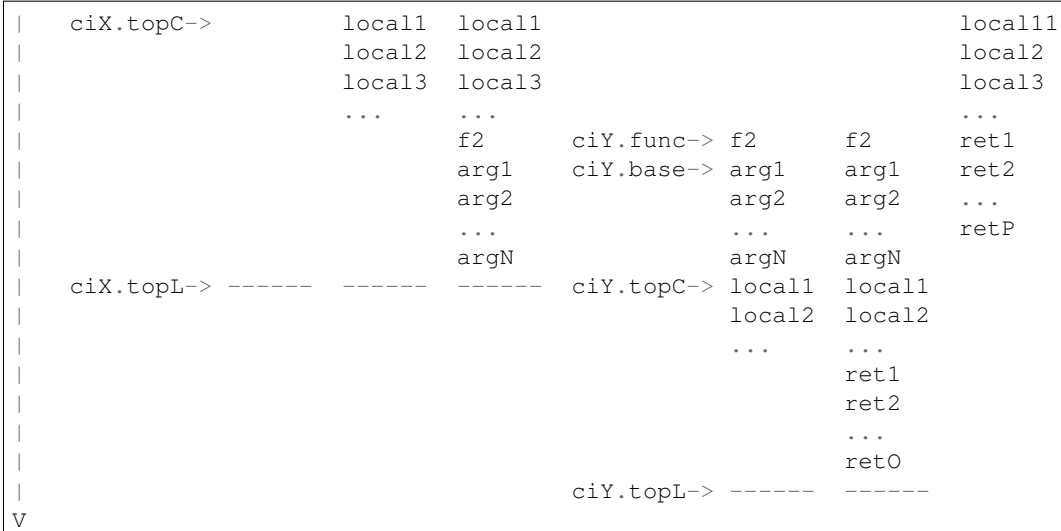 |   ciX.topC->       local1  local1                                 local11
|                    local2  local2                                 local2
|                    local3  local3                                 local3
|                    ...     ...                                    ...
|                            f2      ciY.func-> f2      f2      ret1
|                            arg1    ciY.base-> arg1    arg1    ret2
|                            arg2               arg2    arg2    ...
|                            ...                ...     ...     retP
|                            argN               argN    argN
|   ciX.topL-> ------  ------  ------  ciY.topC-> local1  local1
|                                               local2  local2
|                                               ...     ...
|                                                       ret1
|                                                       ret2
|                                                       ...
|                                                       retO
|                                    ciY.topL-> ------  ------
V